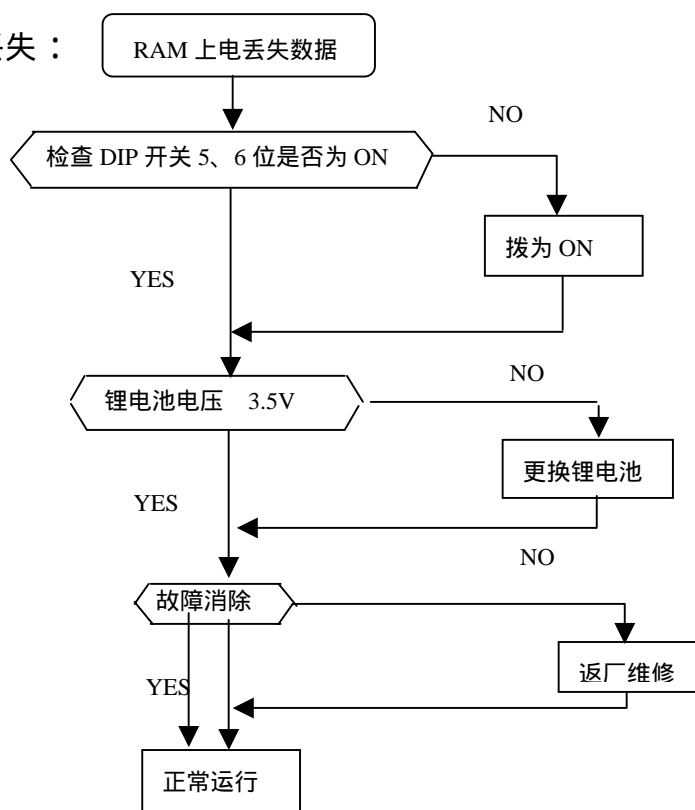 失：
RAM 上电丢失数据
NO
检查 DIP 开关 5、6 位是否为 ON
拨为 ON
YES
NO
锂电池电压 3.5V
更换锂电池
YES
NO
故障消除
返厂维修
YES
正常运行